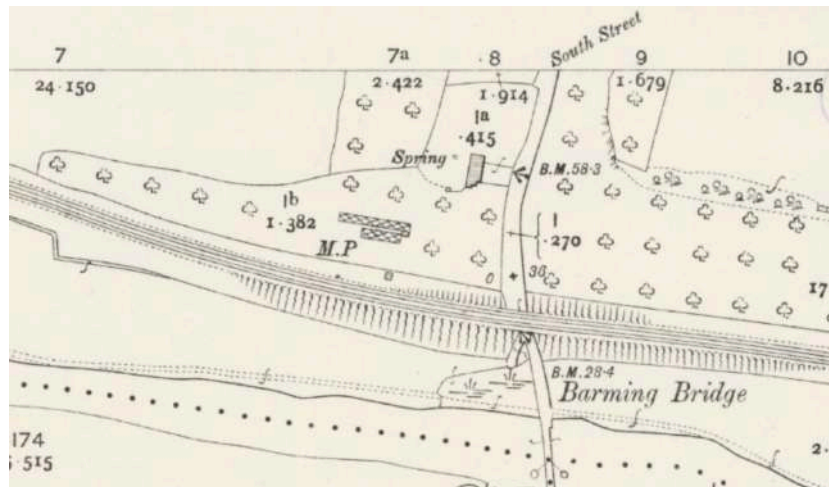 South Street
7
7a
8
9
10
24·150
2·422
1·914
1·679
8·216
1a
·415
Spring
B.M.58·3
1b
1·382
1
·270
M.P
36
17
B.M.28·4
Barming Bridge
174
·515
2·